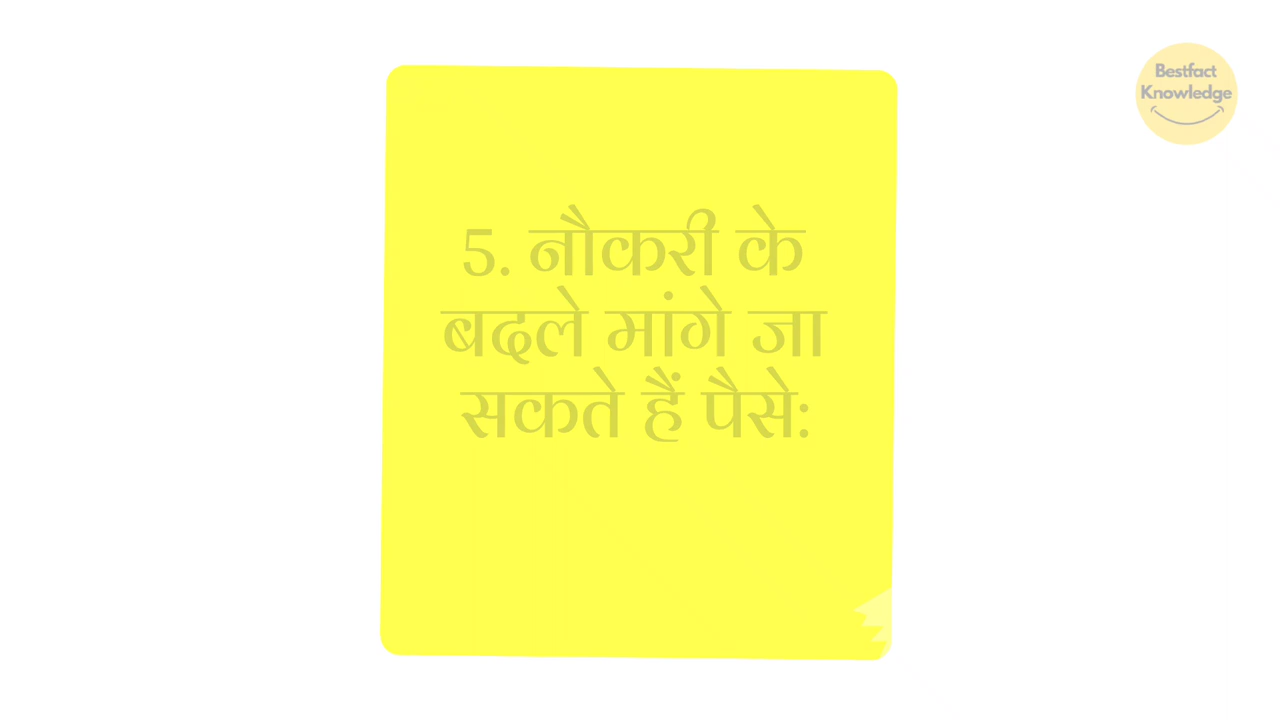 Bestfact
Knowledge
5. नौकरी के
बदले मांगे जा
सकते हैं पैसे: